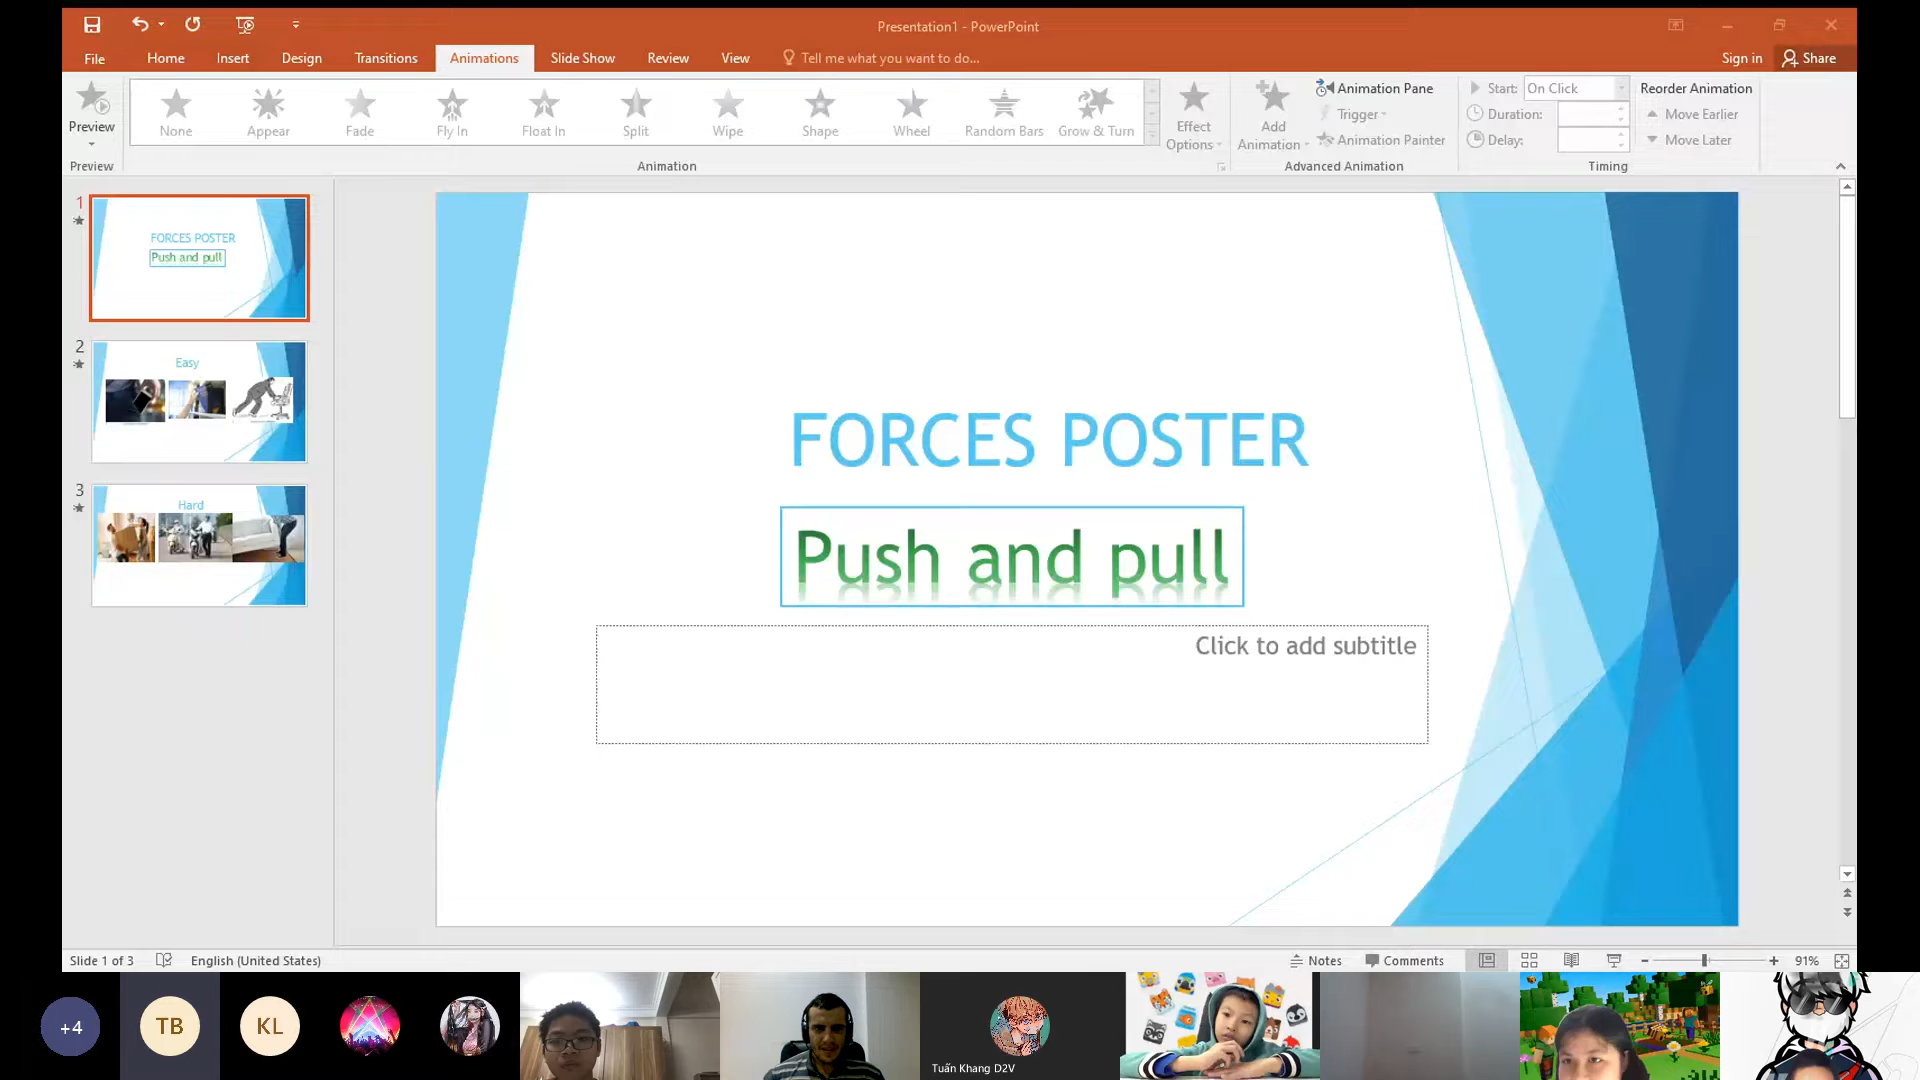 Presentation1 - PowerPoint
File Home Insert Design Transitions Animations Slide Show Review View Tell me what you want to do... Sign in Share
Preview
None Appear Fade Fly In Float In Split Wipe Shape Wheel Random Bars Grow & Turn
Effect Options
Add Animation
Animation Pane
Trigger
Animation Painter
Start: On Click
Duration:
Delay:
Reorder Animation
Move Earlier
Move Later
Preview Animation Advanced Animation Timing
1
FORCES POSTER
Push and pull
2
Easy
3
Hard
FORCES POSTER
Push and pull
Click to add subtitle
Slide 1 of 3 English (United States) Notes Comments 91%
+4 TB KL
Tuấn Khang D2V